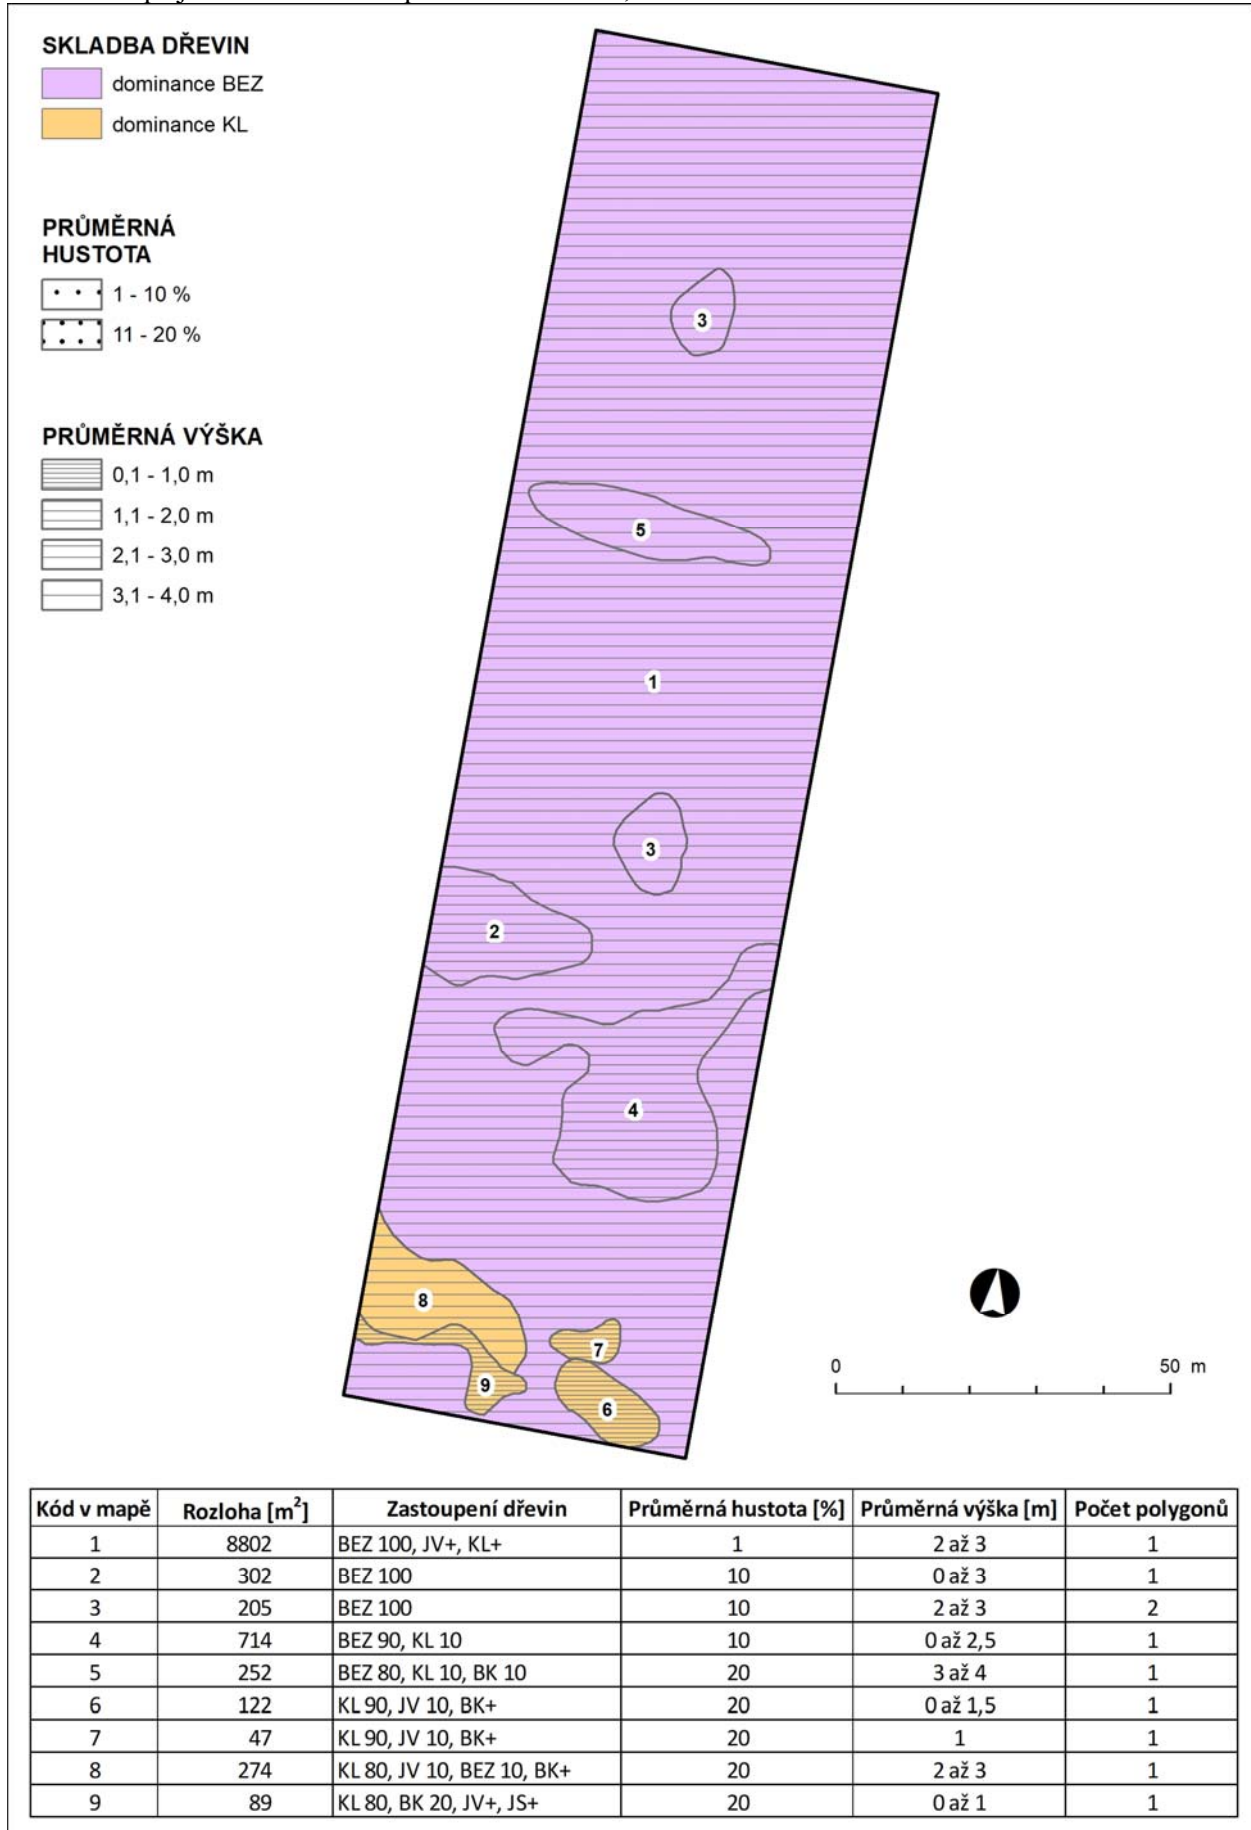 SKLADBA DŘEVIN
dominance BEZ
dominance KL
PRŮMĚRNÁ
HUSTOTA
1 - 10 %
11 - 20 %
PRŮMĚRNÁ VÝŠKA
0,1 - 1,0 m
1,1 - 2,0 m
2,1 - 3,0 m
3,1 - 4,0 m
3
5
1
3
2
4
8
7
9
6
0 50 m
Kód v mapě Rozloha [m²] Zastoupení dřevin Průměrná hustota [%] Průměrná výška [m] Počet polygonů
1 8802 BEZ 100, JV+, KL+ 1 2 až 3 1
2 302 BEZ 100 10 0 až 3 1
3 205 BEZ 100 10 2 až 3 2
4 714 BEZ 90, KL 10 10 0 až 2,5 1
5 252 BEZ 80, KL 10, BK 10 20 3 až 4 1
6 122 KL 90, JV 10, BK+ 20 0 až 1,5 1
7 47 KL 90, JV 10, BK+ 20 1 1
8 274 KL 80, JV 10, BEZ 10, BK+ 20 2 až 3 1
9 89 KL 80, BK 20, JV+, JS+ 20 0 až 1 1